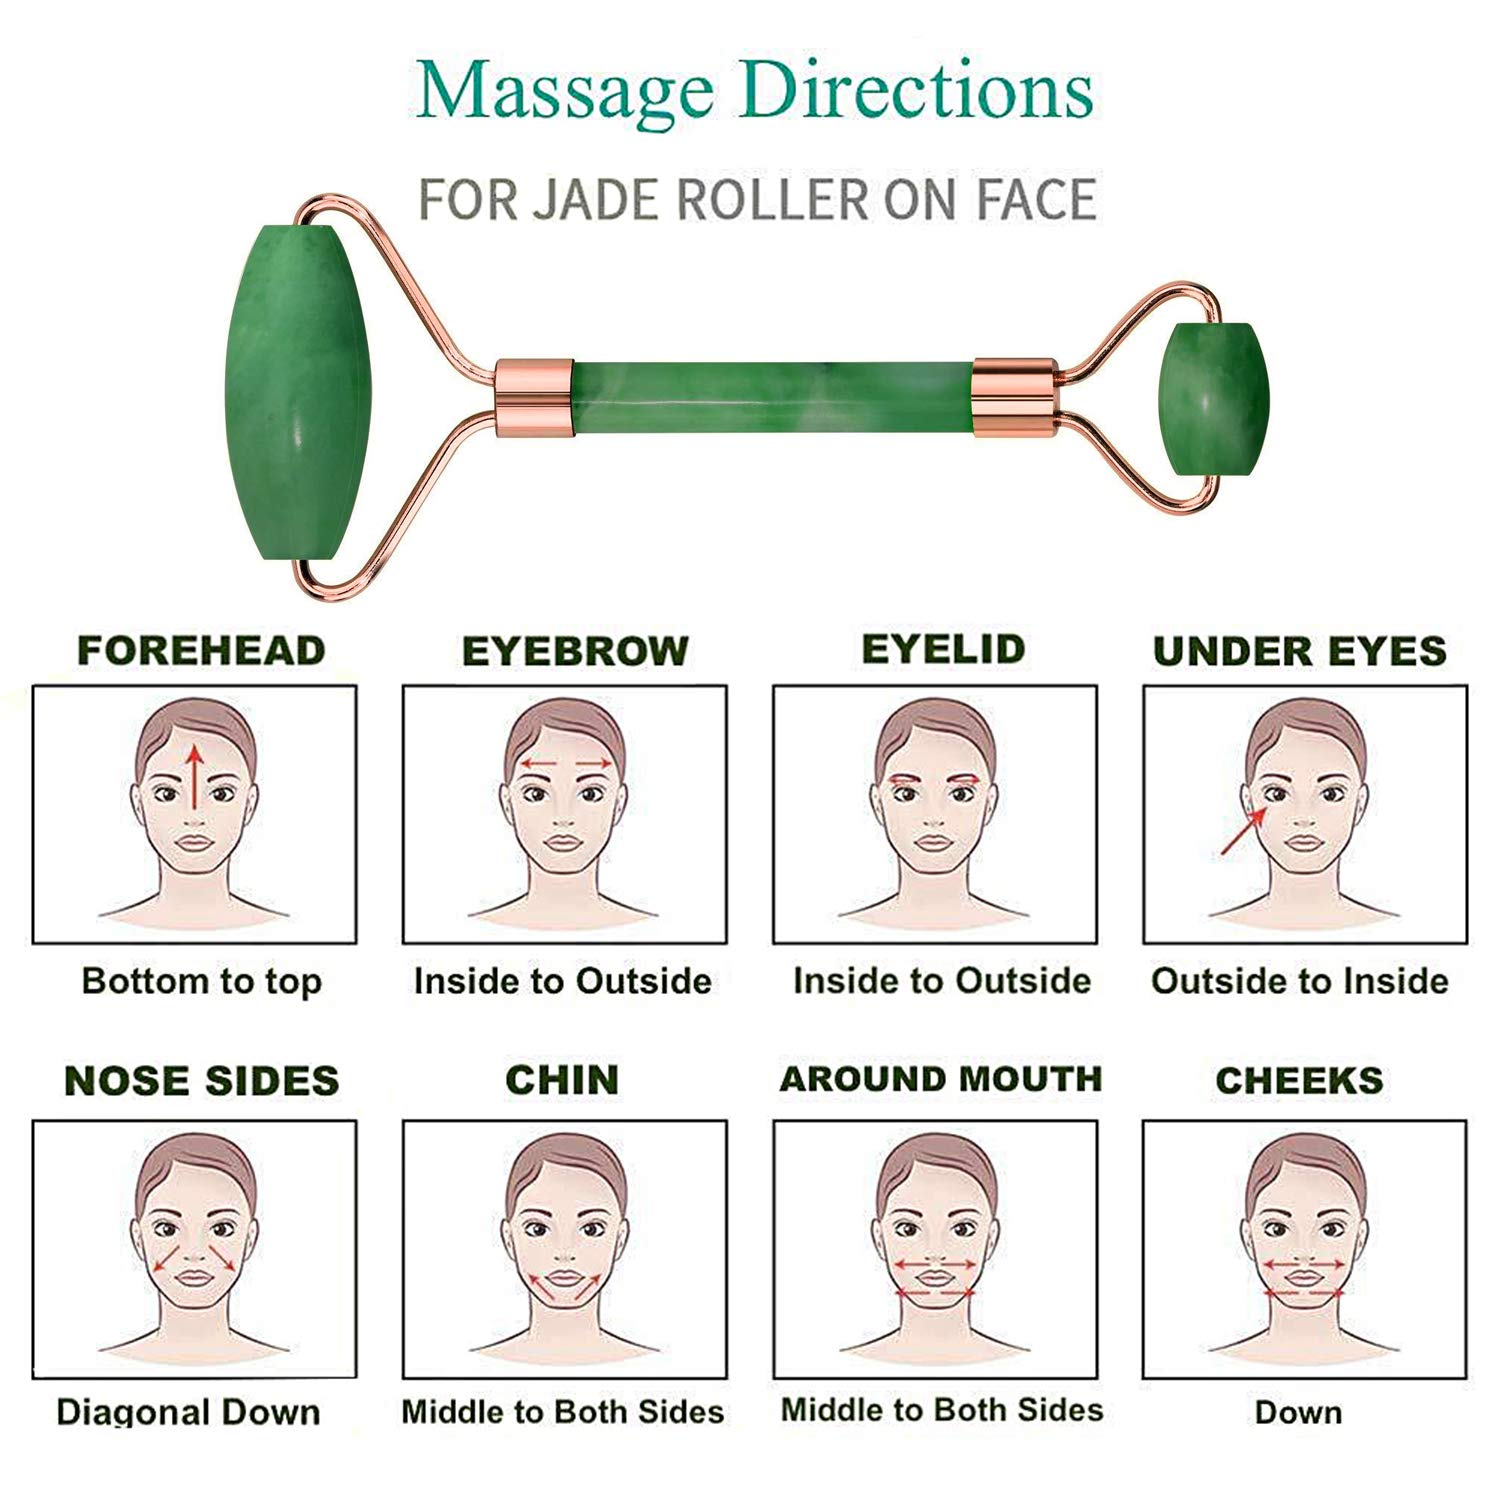 Massage Directions
FOR JADE ROLLER ON FACE
FOREHEAD
EYEBROW
EYELID
UNDER EYES
Bottom to top
Inside to Outside
Inside to Outside
Outside to Inside
NOSE SIDES
CHIN
AROUND MOUTH
CHEEKS
Diagonal Down
Middle to Both Sides
Middle to Both Sides
Down